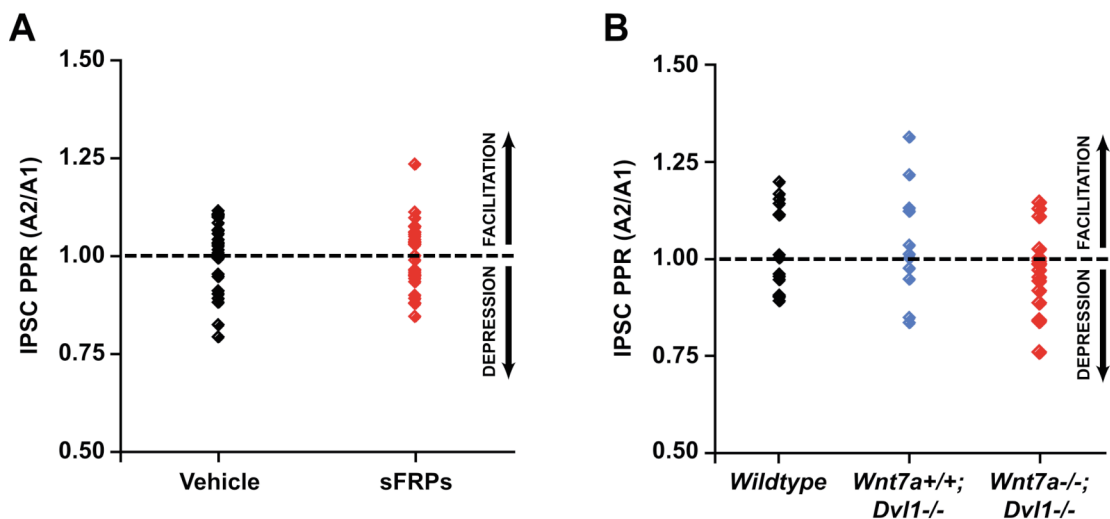 A
IPSC PPR (A2/A1)
1.50
1.25
1.00
0.75
0.50
FACILITATION
DEPRESSION
Vehicle
sFRPs
B
IPSC PPR (A2/A1)
1.50
1.25
1.00
0.75
0.50
FACILITATION
DEPRESSION
Wildtype
Wnt7a+/+;
Dvl1-/-
Wnt7a-/-;
Dvl1-/-